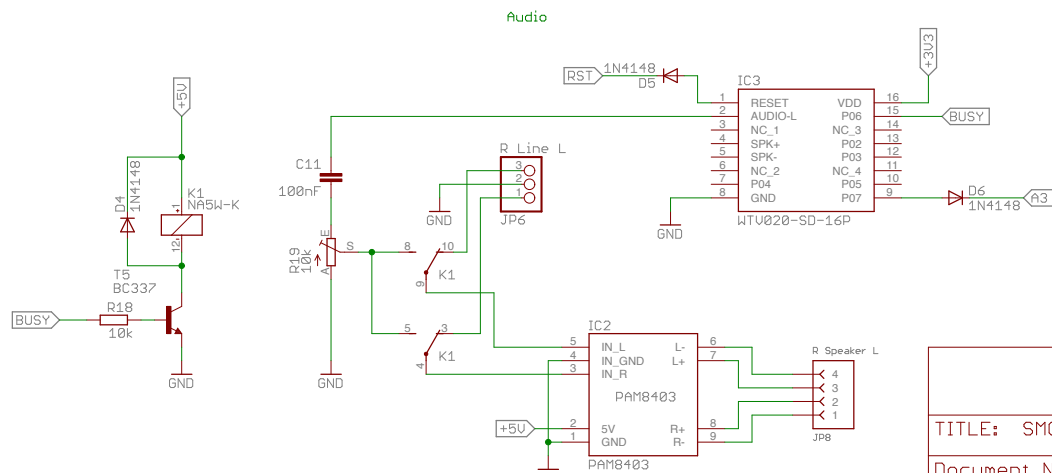 Audio
+5V
D4
1N4148
K1
NA5W-K
1
12
T5
BC337
R18
10k
BUSY
GND
C11
100nF
R19
10k
E
S
A
GND
R Line L
3
2
1
JP6
GND
8
10
9
K1
5
3
4
K1
RST
1N4148
D5
IC3
1 RESET
2 AUDIO-L
3 NC_1
4 SPK+
5 SPK-
6 NC_2
7 P04
8 GND
VDD 16
P06 15
NC_3 14
P02 13
P03 12
NC_4 11
P05 10
P07 9
WTV020-SD-16P
GND
+3V3
BUSY
D6
1N4148
A3
IC2
5 IN_L
4 IN_GND
3 IN_R
2 5V
1 GND
L- 6
L+ 7
R+ 8
R- 9
PAM8403
PAM8403
+5V
R Speaker L
4
3
2
1
JP8
TITLE: SMO
Document N